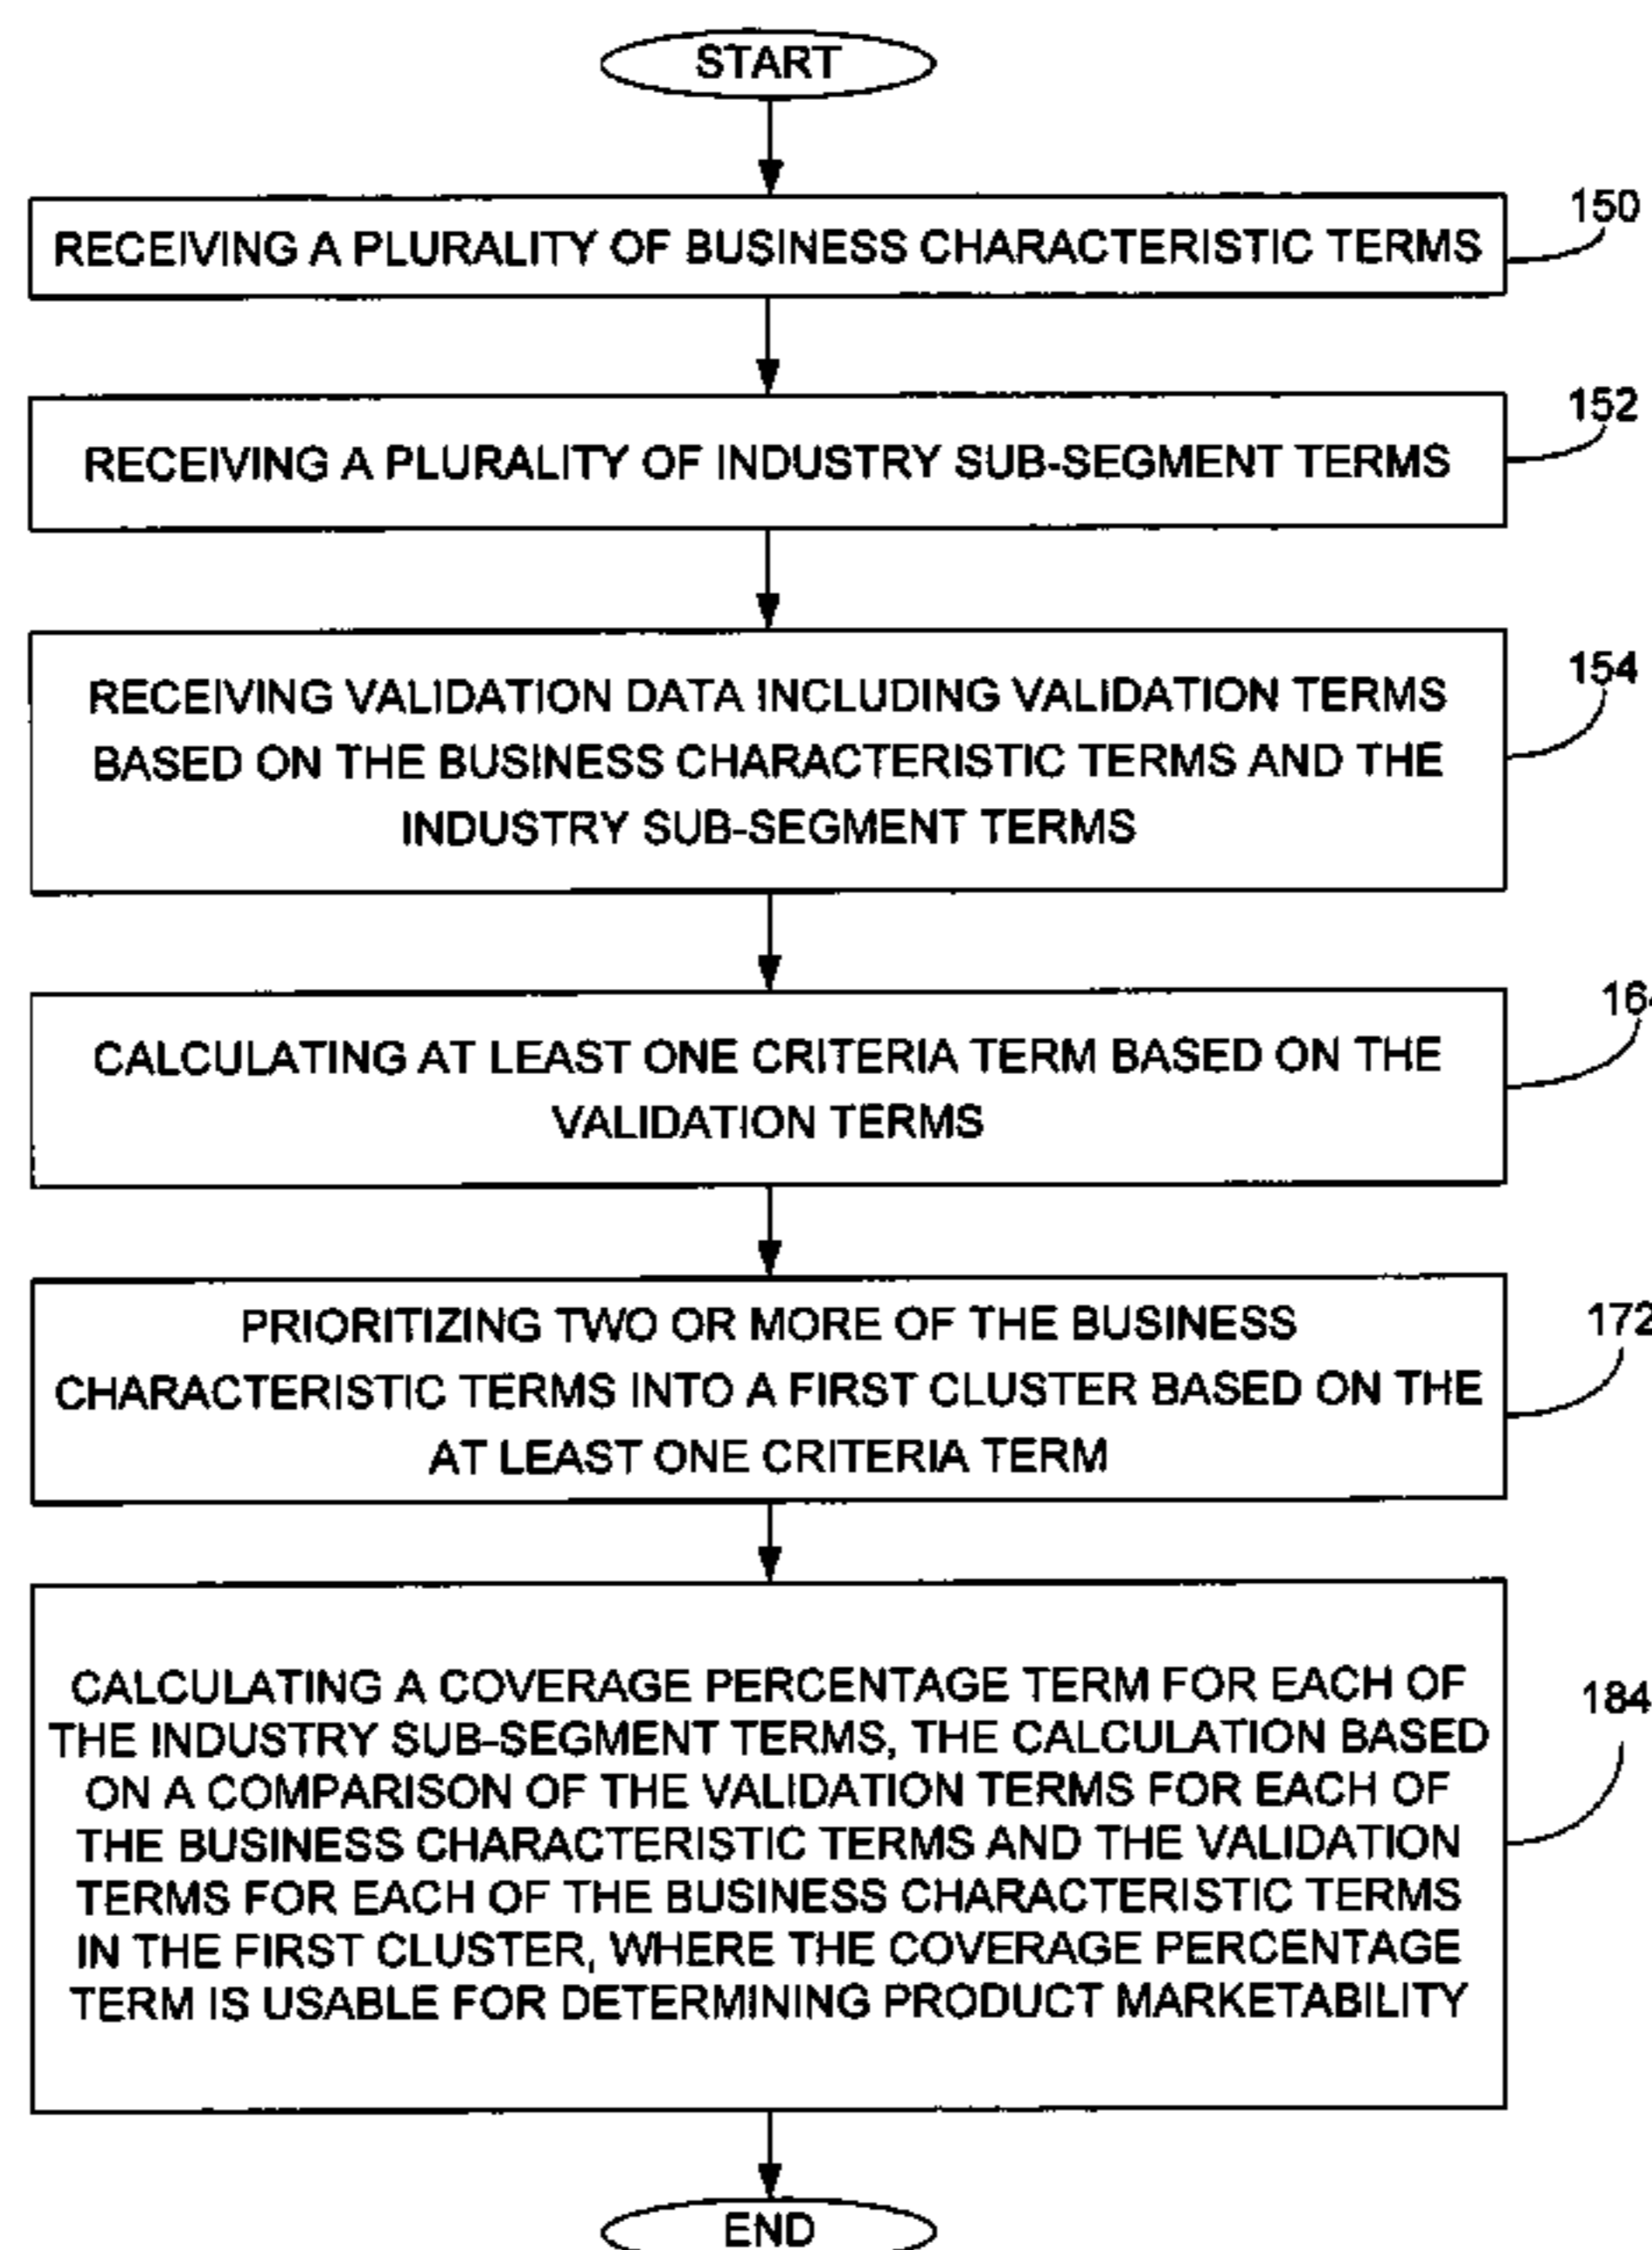 START
150
RECEIVING A PLURALITY OF BUSINESS CHARACTERISTIC TERMS
152
RECEIVING A PLURALITY OF INDUSTRY SUB-SEGMENT TERMS
154
RECEIVING VALIDATION DATA INCLUDING VALIDATION TERMS
BASED ON THE BUSINESS CHARACTERISTIC TERMS AND THE
INDUSTRY SUB-SEGMENT TERMS
CALCULATING AT LEAST ONE CRITERIA TERM BASED ON THE
VALIDATION TERMS
172
PRIORITIZING TWO OR MORE OF THE BUSINESS
CHARACTERISTIC TERMS INTO A FIRST CLUSTER BASED ON THE
AT LEAST ONE CRITERIA TERM
184
CALCULATING A COVERAGE PERCENTAGE TERM FOR EACH OF
THE INDUSTRY SUB-SEGMENT TERMS, THE CALCULATION BASED
ON A COMPARISON OF THE VALIDATION TERMS FOR EACH OF
THE BUSINESS CHARACTERISTIC TERMS AND THE VALIDATION
TERMS FOR EACH OF THE BUSINESS CHARACTERISTIC TERMS
IN THE FIRST CLUSTER, WHERE THE COVERAGE PERCENTAGE
TERM IS USABLE FOR DETERMINING PRODUCT MARKETABILITY
END